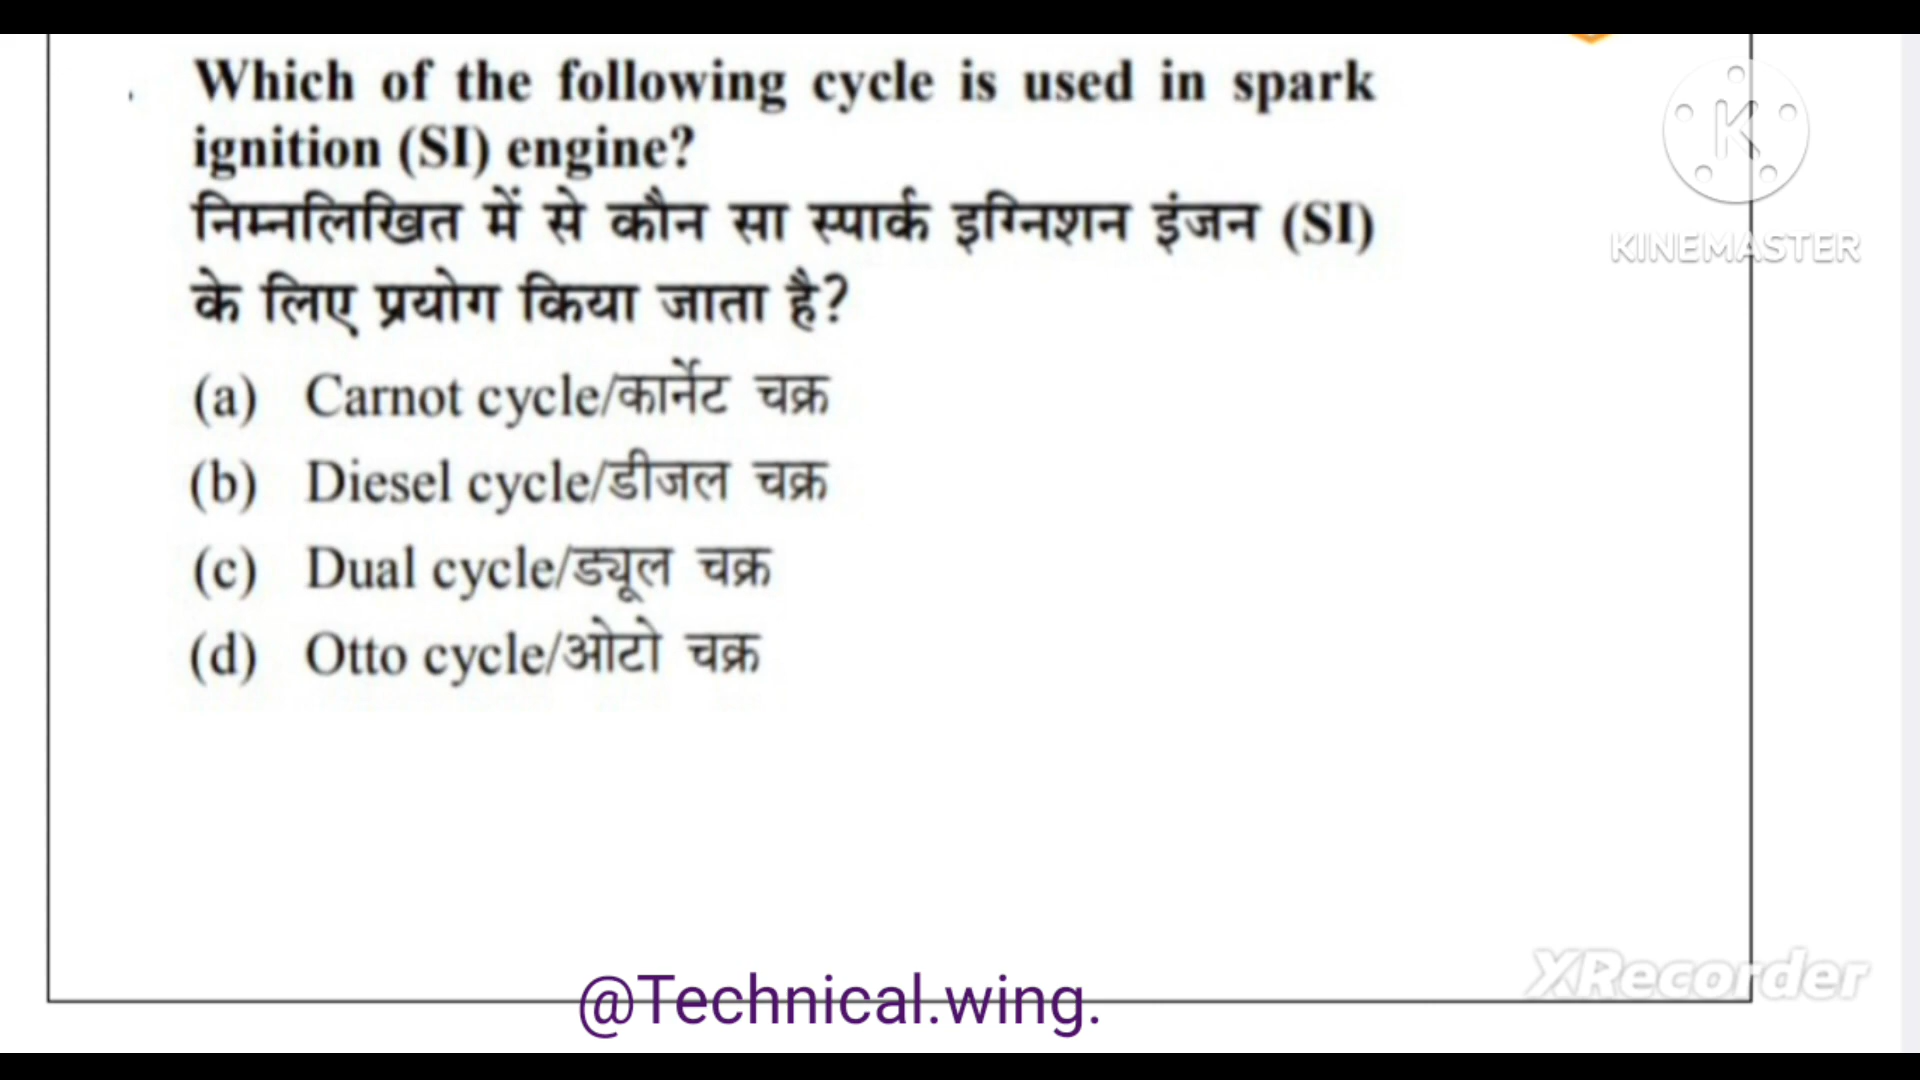 Which of the following cycle is used in spark
ignition (SI) engine?
निम्नलिखित में से कौन सा स्पार्क इग्निशन इंजन (SI)
के लिए प्रयोग किया जाता है?
(a) Carnot cycle/कार्नेट चक्र
(b) Diesel cycle/डीजल चक्र
(c) Dual cycle/ड्यूल चक्र
(d) Otto cycle/ओटो चक्र
K
KINEMASTER
XRecorder
@Technical.wing.